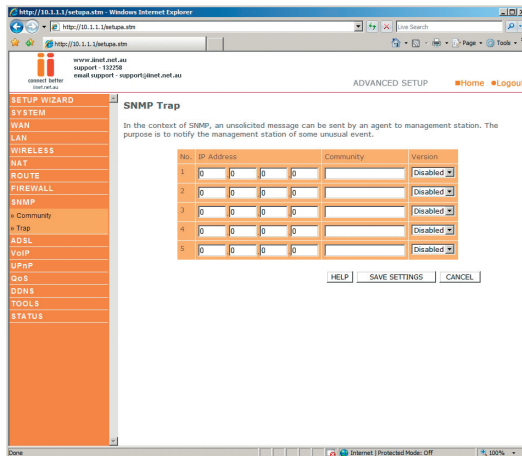 http://10.1.1.1/setupa.stm - Windows Internet Explorer
http://10.1.1.1/setupa.stm
Live Search
http://10.1.1.1/setupa.stm
Page
Tools
connect better
iinet.net.au
www.iinet.net.au
support - 132258
email support - support@iinet.net.au
ADVANCED SETUP
Home
Logout
SETUP WIZARD
SYSTEM
WAN
LAN
WIRELESS
NAT
ROUTE
FIREWALL
SNMP
» Community
» Trap
ADSL
VoIP
UPnP
QoS
DDNS
TOOLS
STATUS
SNMP Trap
In the context of SNMP, an unsolicited message can be sent by an agent to management station. The
purpose is to notify the management station of some unusual event.
No. IP Address Community Version
1 0 .0 .0 .0 Disabled
2 0 .0 .0 .0 Disabled
3 0 .0 .0 .0 Disabled
4 0 .0 .0 .0 Disabled
5 0 .0 .0 .0 Disabled
HELP SAVE SETTINGS CANCEL
Done
Internet | Protected Mode: Off
100%